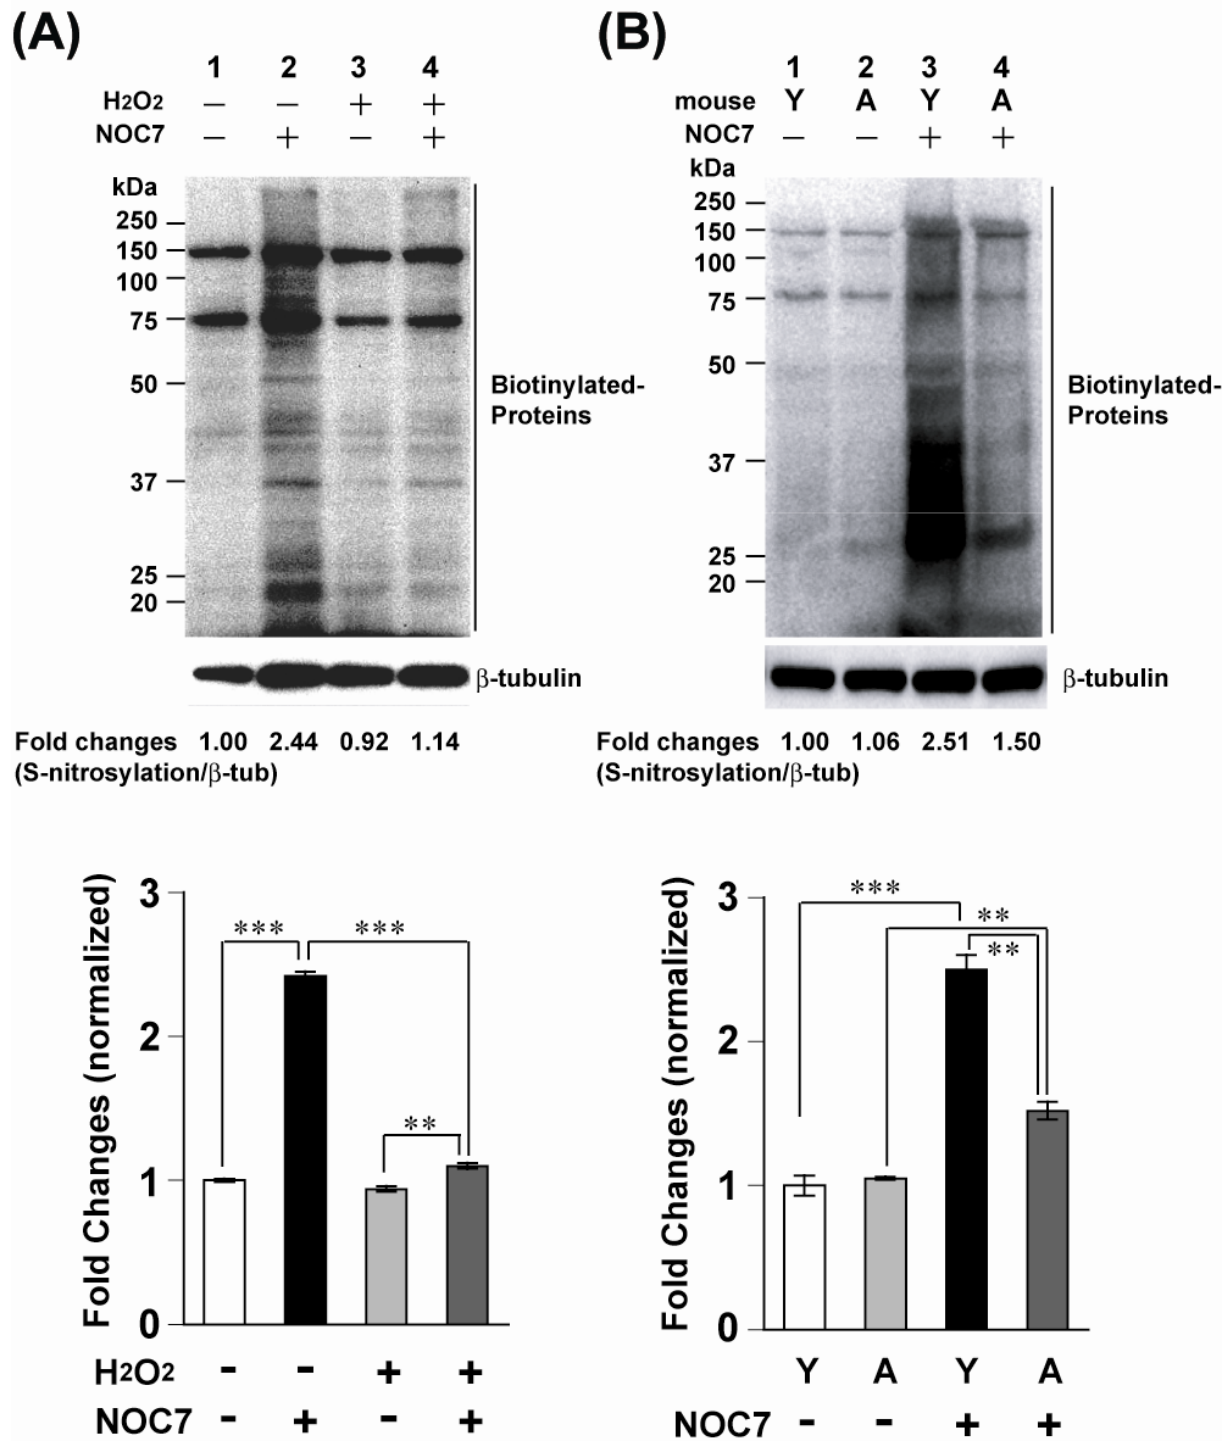 (A)
1 2 3 4
H2O2 – – + +
NOC7 – + – +
kDa
250
150
100
75
50
37
25
20
Biotinylated-
Proteins
β-tubulin
Fold changes 1.00 2.44 0.92 1.14
(S-nitrosylation/β-tub)
Fold Changes (normalized)
3
2
1
0
*** ***
**
H2O2 - - + +
NOC7 - + - +
(B)
1 2 3 4
mouse Y A Y A
NOC7 – – + +
kDa
250
150
100
75
50
37
25
20
Biotinylated-
Proteins
β-tubulin
Fold changes 1.00 1.06 2.51 1.50
(S-nitrosylation/β-tub)
Fold Changes (normalized)
3
2
1
0
***
**
**
Y A Y A
NOC7 - - + +